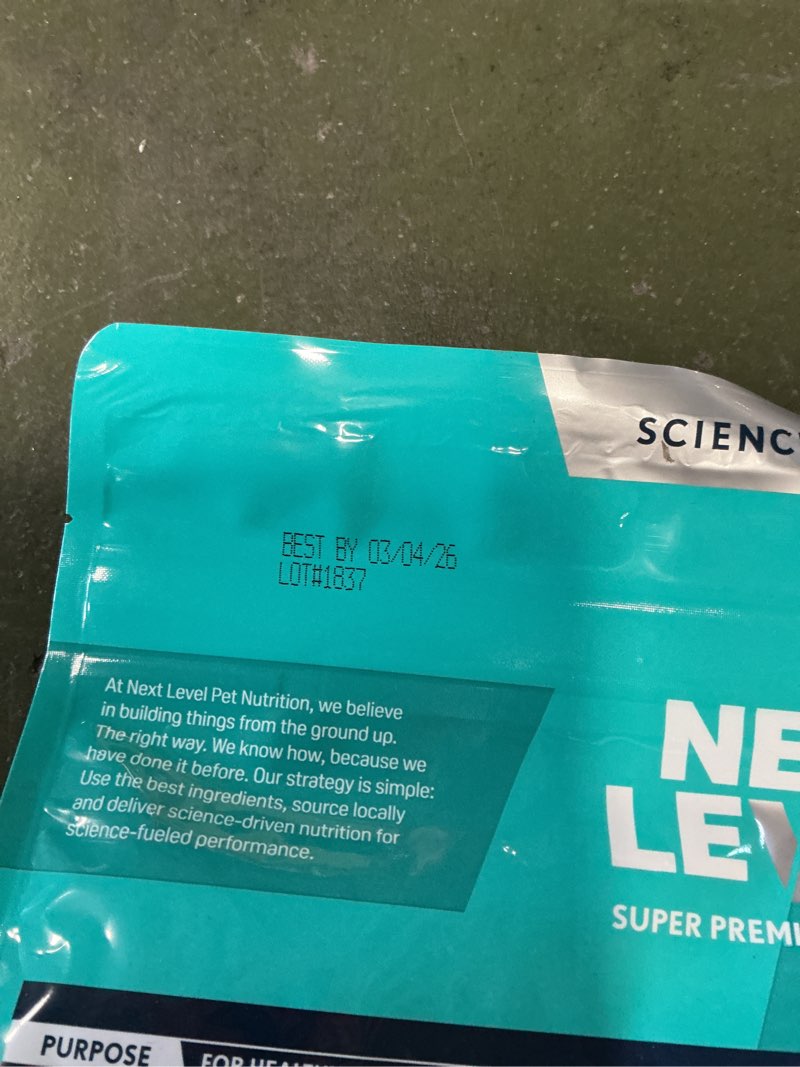 SCIENC
BEST BY 03/04/26
LOT#1837
At Next Level Pet Nutrition, we believe
in building things from the ground up.
The right way. We know how, because we
have done it before. Our strategy is simple:
Use the best ingredients, source locally
and deliver science-driven nutrition for
science-fueled performance.
NE
LEV
SUPER PREMI
PURPOSE
FOR HEALTH